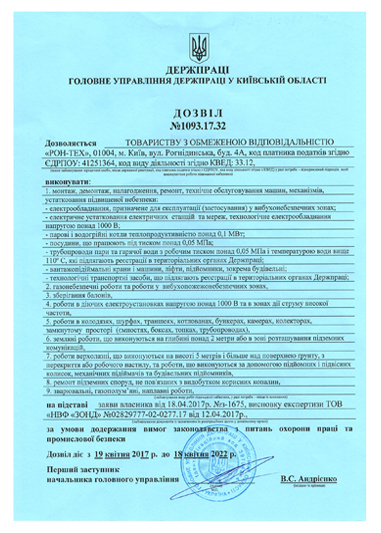 ДЕРЖПРАЦІ
ГОЛОВНЕ УПРАВЛІННЯ ДЕРЖПРАЦІ У КИЇВСЬКІЙ ОБЛАСТІ
ДОЗВІЛ
№1093.17.32
Дозволяється ТОВАРИСТВУ З ОБМЕЖЕНОЮ ВІДПОВІДАЛЬНІСТЮ
«РОН-ТЕХ», 01004, м. Київ, вул. Рогнідинська, буд. 4А, код платника податків згідно
ЄДРПОУ: 41251364, код виду діяльності згідно КВЕД: 33.12,
виконувати:
1. монтаж, демонтаж, налагодження, ремонт, технічне обслуговування машин, механізмів,
устатковання підвищеної небезпеки:
- електрообладнання, призначене для експлуатації (застосування) у вибухонебезпечних зонах;
- електричне устатковання електричних станцій та мереж, технологічне електрообладнання
напругою понад 1000 В;
- парові і водогрійні котли теплопродуктивністю понад 0,1 МВт;
- посудини, що працюють під тиском понад 0,05 МПа;
- трубопроводи пари та гарячої води з робочим тиском понад 0,05 МПа і температурою води вище
110° С, які підлягають реєстрації в територіальних органах Держпраці;
- вантажопідіймальні крани і машини, ліфти, підйомники, зокрема будівельні;
- технологічні транспортні засоби, які підлягають реєстрації в територіальних органах Держпраці;
2. газонебезпечні роботи та роботи у вибухопожежонебезпечних зонах,
3. зберігання балонів,
4. роботи в діючих електроустановках напругою понад 1000 В та в зонах дії струму високої
частоти,
5. роботи в колодязях, шурфах, траншеях, котлованах, бункерах, камерах, колекторах,
замкнутому просторі (ємностях, боксах, топках, трубопроводах),
6. земляні роботи, що виконуються на глибині понад 2 метри або в зоні розташування підземних
комунікацій,
7. роботи верхолазні, що виконуються на висоті 5 метрів і більше над поверхнею ґрунту, з
перекриття або робочого настилу, та роботи, що виконуються за допомогою підйомних і підвісних
колисок, механічних підіймачів та будівельних підйомників,
8. ремонт підземних споруд, не пов'язаних з видобутком корисних копалин,
9. зварювальні, газополум'яні, наплавні роботи,
на підставі заяви власника від 18.04.2017р. №з-1675, висновку експертизи ТОВ
«НВФ «ЗОНД» №02829777-02-0277.17 від 12.04.2017р.,
за умови додержання вимог законодавства з питань охорони праці та
промислової безпеки
Дозвіл діє з 19 квітня 2017 р. до 18 квітня 2022 р.
Перший заступник
начальника головного управління В.С. Андрієнко